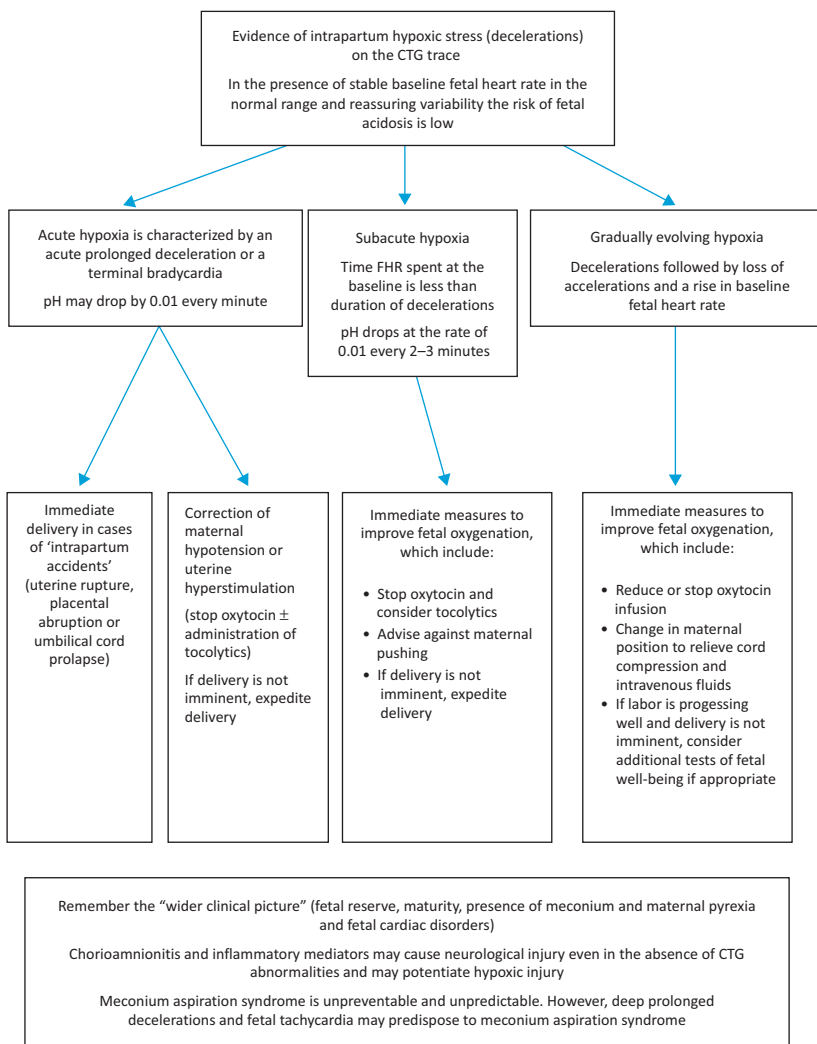 Evidence of intrapartum hypoxic stress (decelerations)
on the CTG trace
In the presence of stable baseline fetal heart rate in the
normal range and reassuring variability the risk of fetal
acidosis is low
Acute hypoxia is characterized by an
acute prolonged deceleration or a
terminal bradycardia
pH may drop by 0.01 every minute
Subacute hypoxia
Time FHR spent at the
baseline is less than
duration of decelerations
pH drops at the rate of
0.01 every 2–3 minutes
Gradually evolving hypoxia
Decelerations followed by loss of
accelerations and a rise in baseline
fetal heart rate
Immediate
delivery in cases
of ‘intrapartum
accidents’
(uterine rupture,
placental
abruption or
umbilical cord
prolapse)
Correction of
maternal
hypotension or
uterine
hyperstimulation
(stop oxytocin ±
administration of
tocolytics)
If delivery is not
imminent, expedite
delivery
Immediate measures to
improve fetal oxygenation,
which include:
• Stop oxytocin and
consider tocolytics
• Advise against maternal
pushing
• If delivery is not
imminent, expedite
delivery
Immediate measures to
improve fetal oxygenation,
which include:
• Reduce or stop oxytocin
infusion
• Change in maternal
position to relieve cord
compression and
intravenous fluids
• If labor is progessing
well and delivery is not
imminent, consider
additional tests of fetal
well-being if appropriate
Remember the “wider clinical picture” (fetal reserve, maturity, presence of meconium and maternal pyrexia
and fetal cardiac disorders)
Chorioamnionitis and inflammatory mediators may cause neurological injury even in the absence of CTG
abnormalities and may potentiate hypoxic injury
Meconium aspiration syndrome is unpreventable and unpredictable. However, deep prolonged
decelerations and fetal tachycardia may predispose to meconium aspiration syndrome